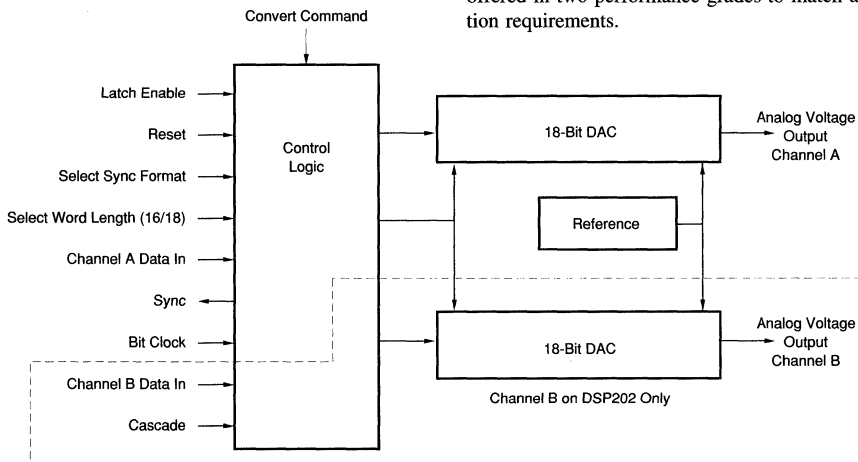 offered in two performance grades to match
tion requirements.
Convert Command
Latch Enable
Reset
Select Sync Format
Select Word Length (16/18)
Channel A Data In
Sync
Bit Clock
Channel B Data In
Cascade
Control
Logic
18-Bit DAC
Analog Voltage
Output
Channel A
Reference
18-Bit DAC
Analog Voltage
Output
Channel B
Channel B on DSP202 Only